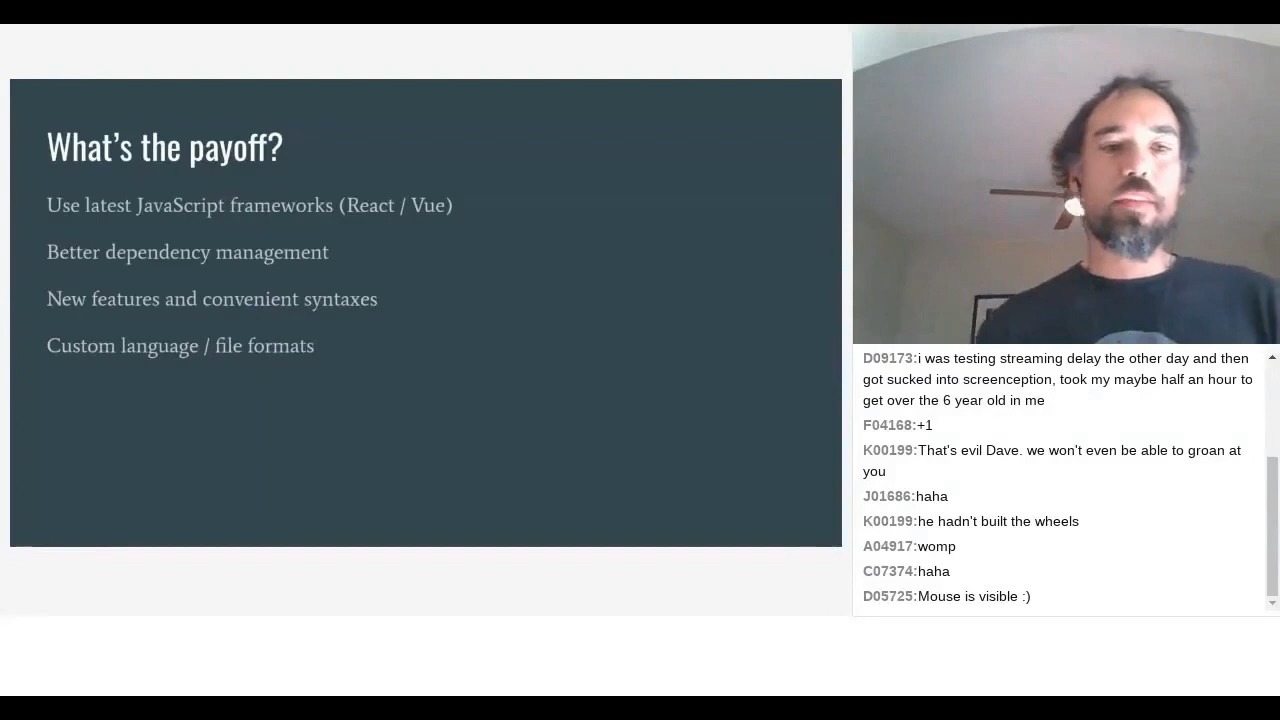 What's the payoff?
Use latest JavaScript frameworks (React / Vue)
Better dependency management
New features and convenient syntaxes
Custom language / file formats
D09173:i was testing streaming delay the other day and then
got sucked into screenception, took my maybe half an hour to
get over the 6 year old in me
F04168:+1
K00199:That's evil Dave. we won't even be able to groan at
you
J01686:haha
K00199:he hadn't built the wheels
A04917:womp
C07374:haha
D05725:Mouse is visible :)